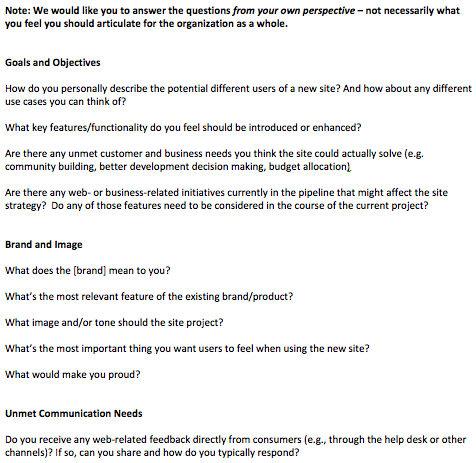 Note: We would like you to answer the questions from your own perspective – not necessarily what
you feel you should articulate for the organization as a whole.
Goals and Objectives
How do you personally describe the potential different users of a new site? And how about any different
use cases you can think of?
What key features/functionality do you feel should be introduced or enhanced?
Are there any unmet customer and business needs you think the site could actually solve (e.g.
community building, better development decision making, budget allocation)
Are there any web- or business-related initiatives currently in the pipeline that might affect the site
strategy?  Do any of those features need to be considered in the course of the current project?
Brand and Image
What does the [brand] mean to you?
What's the most relevant feature of the existing brand/product?
What image and/or tone should the site project?
What's the most important thing you want users to feel when using the new site?
What would make you proud?
Unmet Communication Needs
Do you receive any web-related feedback directly from consumers (e.g., through the help desk or other
channels)? If so, can you share and how do you typically respond?